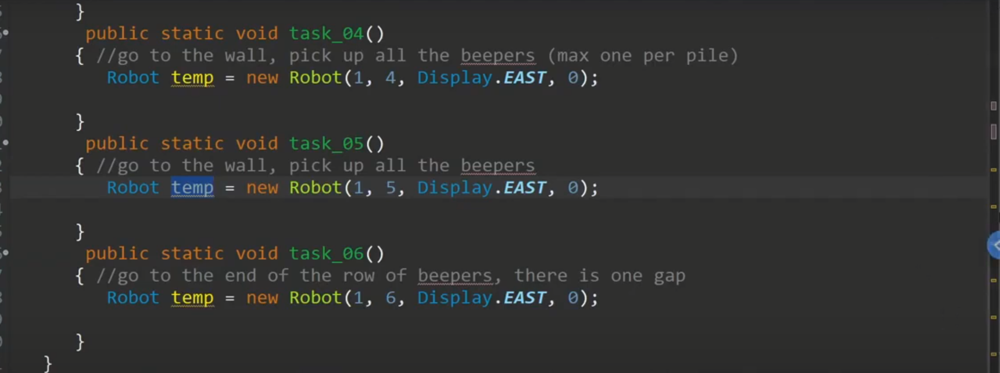 }
public static void task_04()
{ //go to the wall, pick up all the beepers (max one per pile)
Robot temp = new Robot(1, 4, Display.EAST, 0);
}
public static void task_05()
{ //go to the wall, pick up all the beepers
Robot temp = new Robot(1, 5, Display.EAST, 0);
}
public static void task_06()
{ //go to the end of the row of beepers, there is one gap
Robot temp = new Robot(1, 6, Display.EAST, 0);
}
}